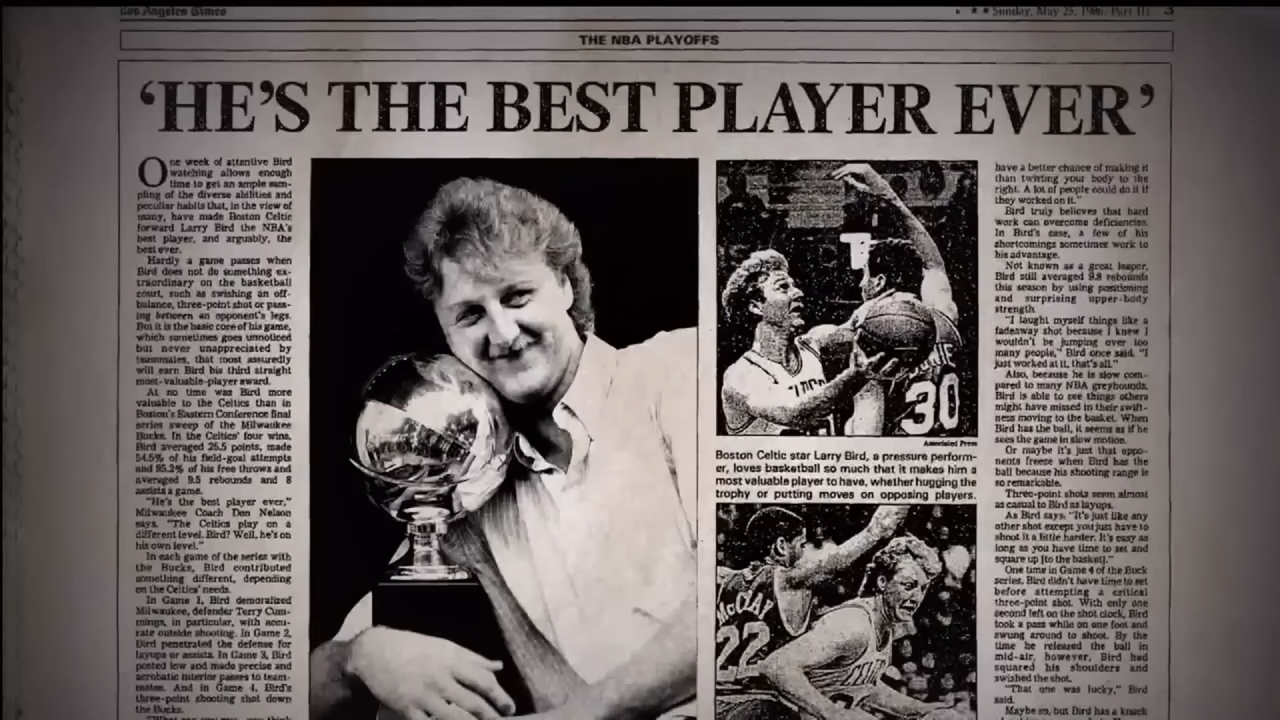 Los Angeles Times
★ ★ Sunday, May 25, 1986/Part III 3
THE NBA PLAYOFFS
‘HE’S THE BEST PLAYER EVER’
One week of attentive Bird
watching allows enough
time to get an ample sam-
pling of the diverse abilities and
peculiar habits that, in the view of
many, have made Boston Celtic
forward Larry Bird the NBA's
best player, and arguably, the
best ever.
Hardly a game passes when
Bird does not do something ex-
traordinary on the basketball
court, such as swishing an off-
balance, three-point shot or pass-
ing between an opponent's legs.
But it is the basic core of his game,
which sometimes goes unnoticed
but never unappreciated by
teammates, that most assuredly
will earn Bird his third straight
most-valuable-player award.
At no time was Bird more
valuable to the Celtics than in
Boston's Eastern Conference final
series sweep of the Milwaukee
Bucks. In the Celtics' four wins,
Bird averaged 25.5 points, made
54.5% of his field-goal attempts
and 95.2% of his free throws and
averaged 9.5 rebounds and 8
assists a game.
"He's the best player ever,"
Milwaukee Coach Don Nelson
says. "The Celtics play on a
different level. Bird? Well, he's on
his own level."
In each game of the series with
the Bucks, Bird contributed
something different, depending
on the Celtics' needs.
In Game 1, Bird demoralized
Milwaukee, defender Terry Cum-
mings, in particular, with accu-
rate outside shooting. In Game 2,
Bird penetrated the defense for
layups or assists. In Game 3, Bird
posted low and made precise and
acrobatic interior passes to team-
mates. And in Game 4, Bird's
three-point shooting shot down
the Bucks.
30
Associated Press
Boston Celtic star Larry Bird, a pressure perform-
er, loves basketball so much that it makes him a
most valuable player to have, whether hugging the
trophy or putting moves on opposing players.
McCRAY
22
have a better chance of making it
than twisting your body to the
right. A lot of people could do it if
they worked on it."
Bird truly believes that hard
work can overcome deficiencies.
In Bird's case, a few of his
shortcomings sometimes work to
his advantage.
Not known as a great leaper,
Bird still averaged 9.8 rebounds
this season by using positioning
and surprising upper-body
strength.
"I taught myself things like a
fadeaway shot because I knew I
wouldn't be jumping over too
many people," Bird once said. "I
just worked at it, that's all."
Also, because he is slow com-
pared to many NBA greyhounds,
Bird is able to see things others
might have missed in their swift-
ness moving to the basket. When
Bird has the ball, it seems as if he
sees the game in slow motion.
Or maybe it's just that oppo-
nents freeze when Bird has the
ball because his shooting range is
so remarkable.
Three-point shots seem almost
as casual to Bird as layups.
As Bird says: "It's just like any
other shot except you just have to
shoot it a little harder. It's easy as
long as you have time to set and
square up [to the basket]."
One time in Game 4 of the Buck
series, Bird didn't have time to set
before attempting a critical
three-point shot. With only one
second left on the shot clock, Bird
took a pass while on one foot and
swung around to shoot. By the
time he released the ball in
mid-air, however, Bird had
squared his shoulders and
swished the shot.
"That one was lucky," Bird
said.
Maybe so, but Bird has a knack